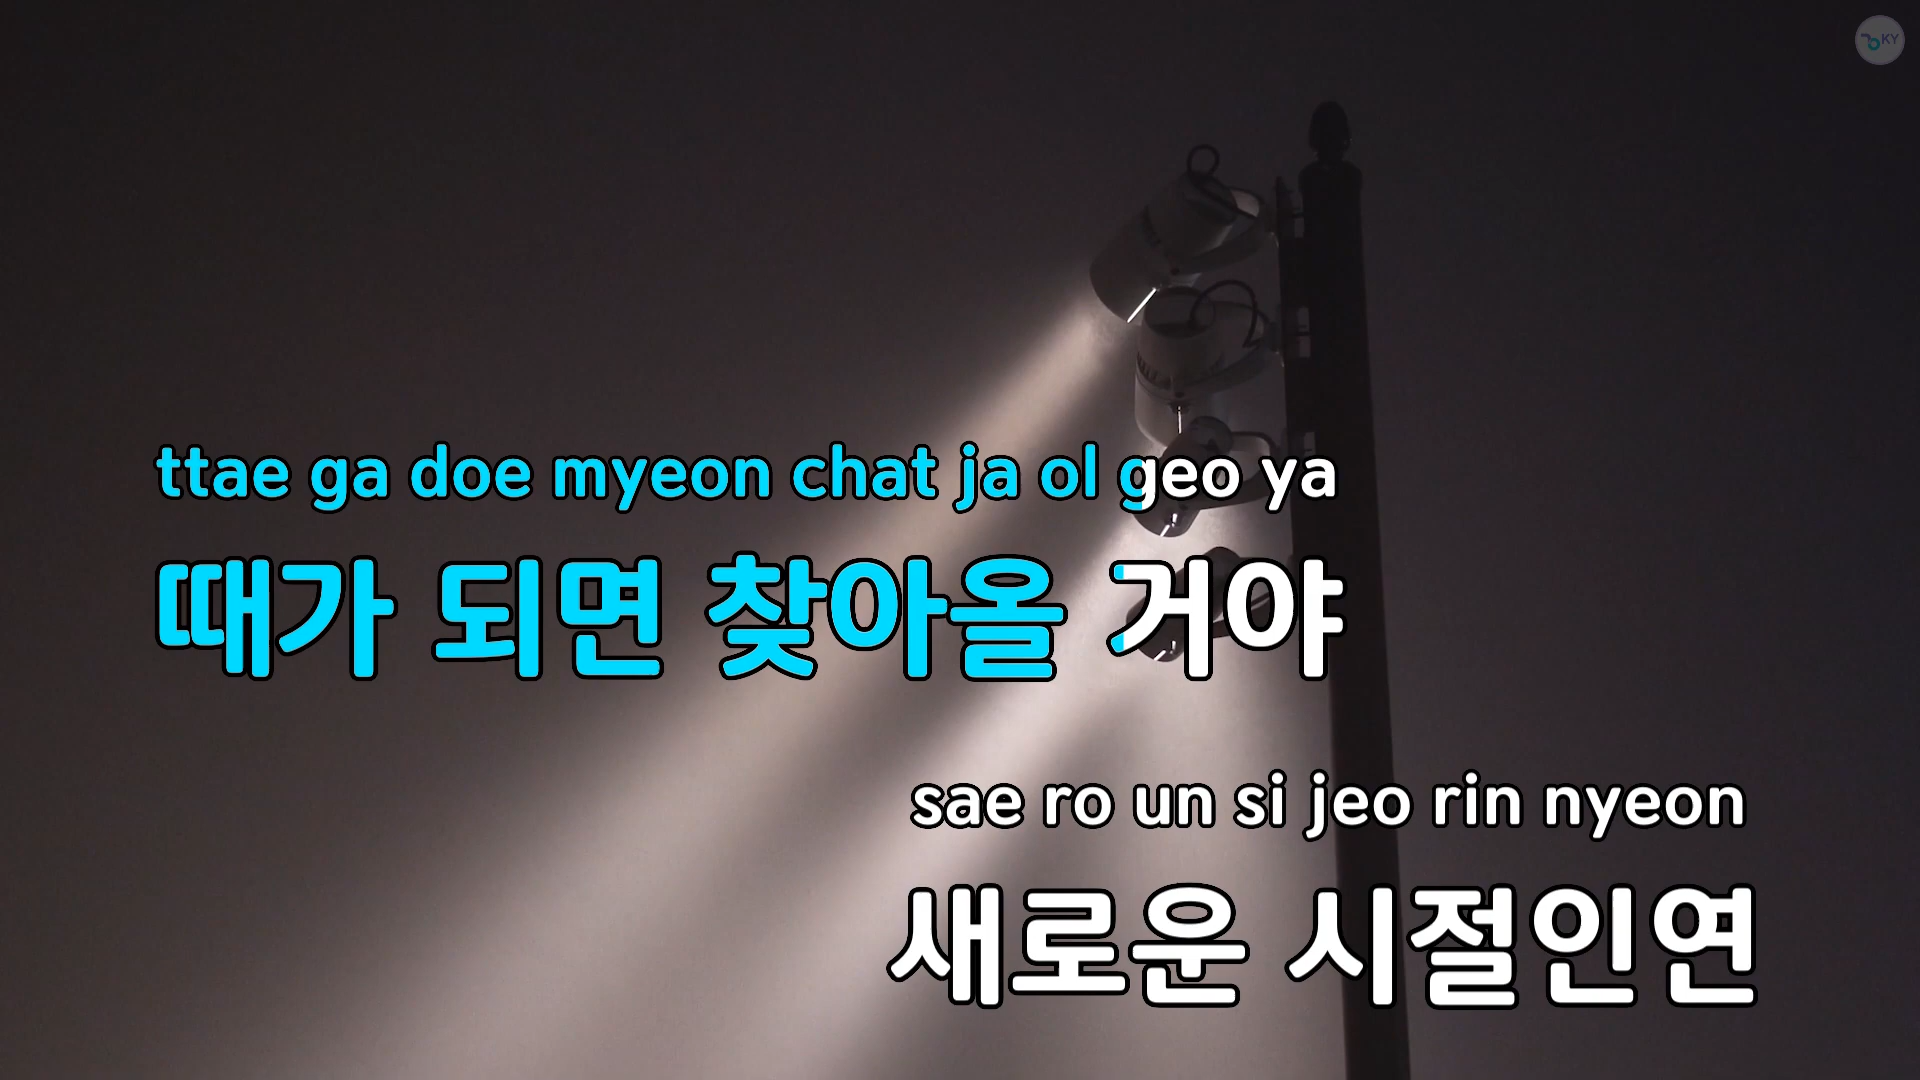 KY
ttae ga doe myeon chat ja ol geo ya
때가 되면 찾아올 거야
sae ro un si jeo rin nyeon
새로운 시절인연